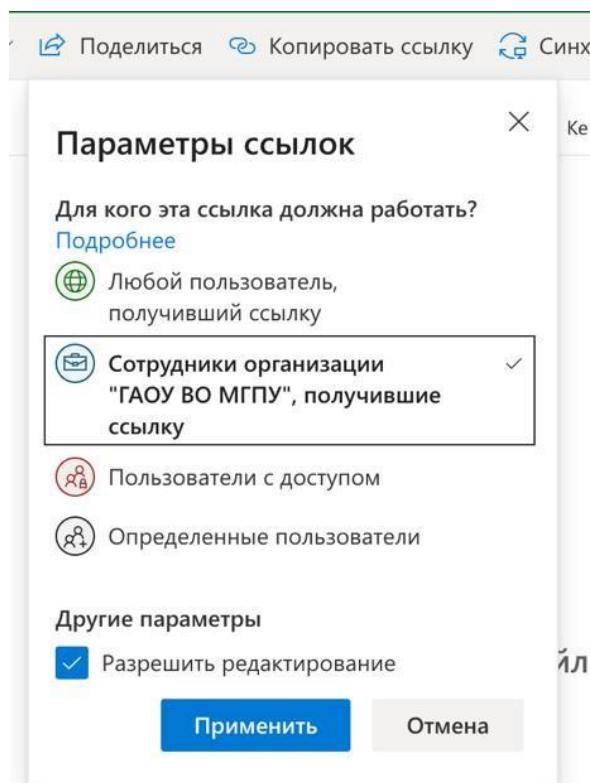 Поделиться Копировать ссылку Синх
Параметры ссылок
Ке
Для кого эта ссылка должна работать?
Подробнее
Любой пользователь,
получивший ссылку
Сотрудники организации
"ГАОУ ВО МГПУ", получившие
ссылку
Пользователи с доступом
Определенные пользователи
Другие параметры
Разрешить редактирование
йл
Применить Отмена